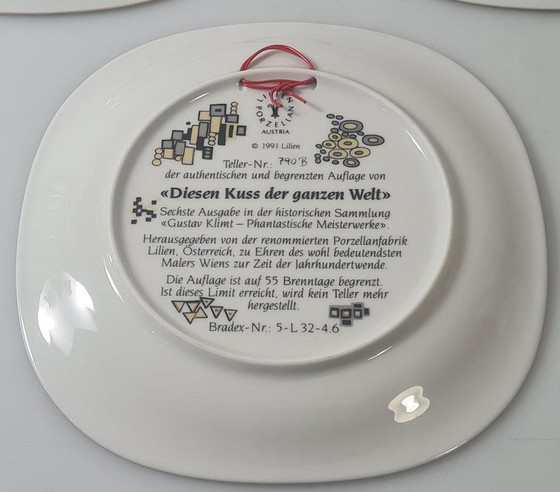 LILIEN
PORZELLAN
AUSTRIA
© 1991 Lilien
Teller-Nr.: 790 B
der authentischen und begrenzten Auflage von
«Diesen Kuss der ganzen Welt»
Sechste Ausgabe in der historischen Sammlung
«Gustav Klimt – Phantastische Meisterwerke».
Herausgegeben von der renommierten Porzellanfabrik
Lilien, Österreich, zu Ehren des wohl bedeutendsten
Malers Wiens zur Zeit der Jahrhundertwende.
Die Auflage ist auf 55 Brenntage begrenzt.
Ist dieses Limit erreicht, wird kein Teller mehr
hergestellt.
Bradex-Nr.: 5-L 32-4.6